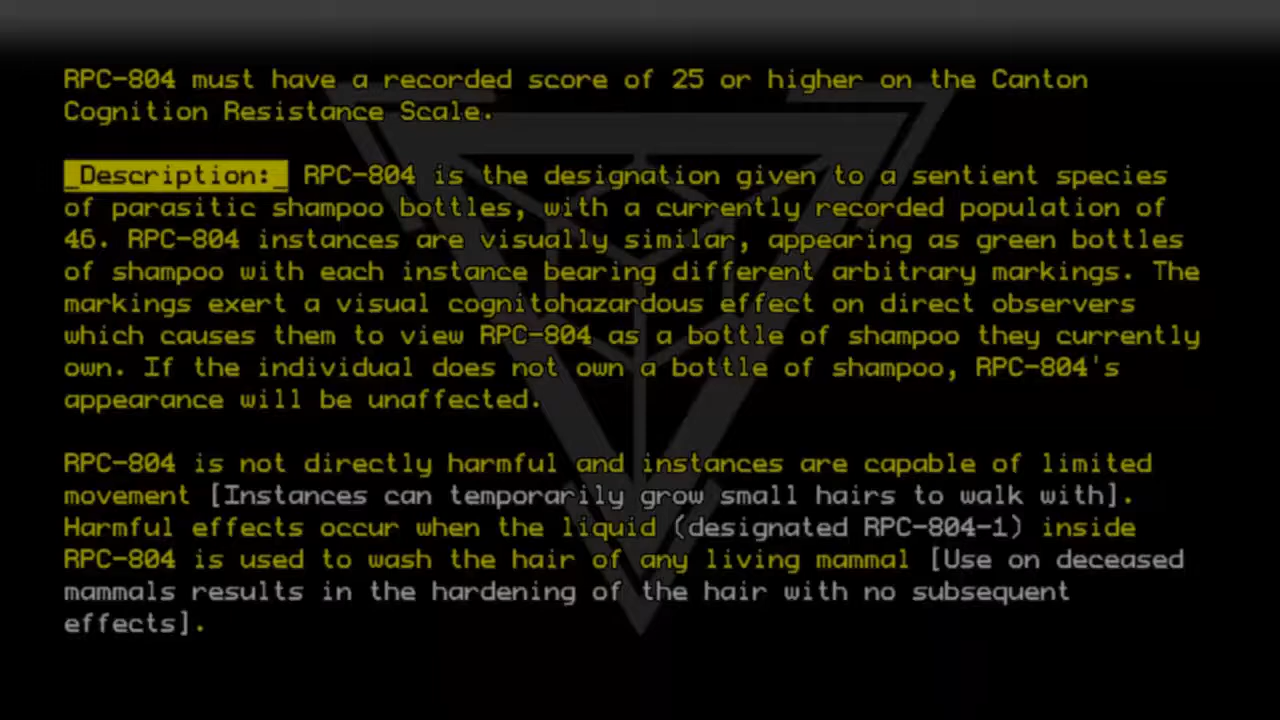 RPC-804 must have a recorded score of 25 or higher on the Canton
Cognition Resistance Scale.
_Description:_ RPC-804 is the designation given to a sentient species
of parasitic shampoo bottles, with a currently recorded population of
46. RPC-804 instances are visually similar, appearing as green bottles
of shampoo with each instance bearing different arbitrary markings. The
markings exert a visual cognitohazardous effect on direct observers
which causes them to view RPC-804 as a bottle of shampoo they currently
own. If the individual does not own a bottle of shampoo, RPC-804's
appearance will be unaffected.
RPC-804 is not directly harmful and instances are capable of limited
movement [Instances can temporarily grow small hairs to walk with].
Harmful effects occur when the liquid (designated RPC-804-1) inside
RPC-804 is used to wash the hair of any living mammal [Use on deceased
mammals results in the hardening of the hair with no subsequent
effects].